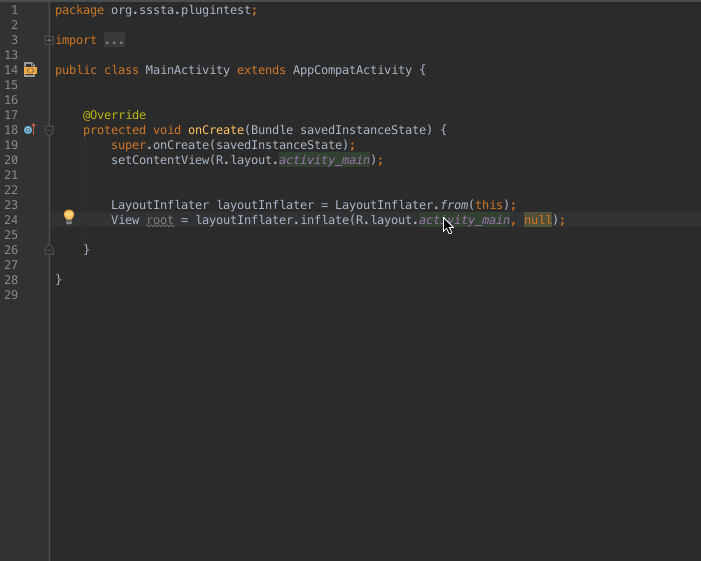 1 package org.sssta.plugintest;
2
3 import ...
13
14 public class MainActivity extends AppCompatActivity {
15
16
17 @Override
18 protected void onCreate(Bundle savedInstanceState) {
19 super.onCreate(savedInstanceState);
20 setContentView(R.layout.activity_main);
21
22
23 LayoutInflater layoutInflater = LayoutInflater.from(this);
24 View root = layoutInflater.inflate(R.layout.activity_main, null);
25
26 }
27
28 }
29